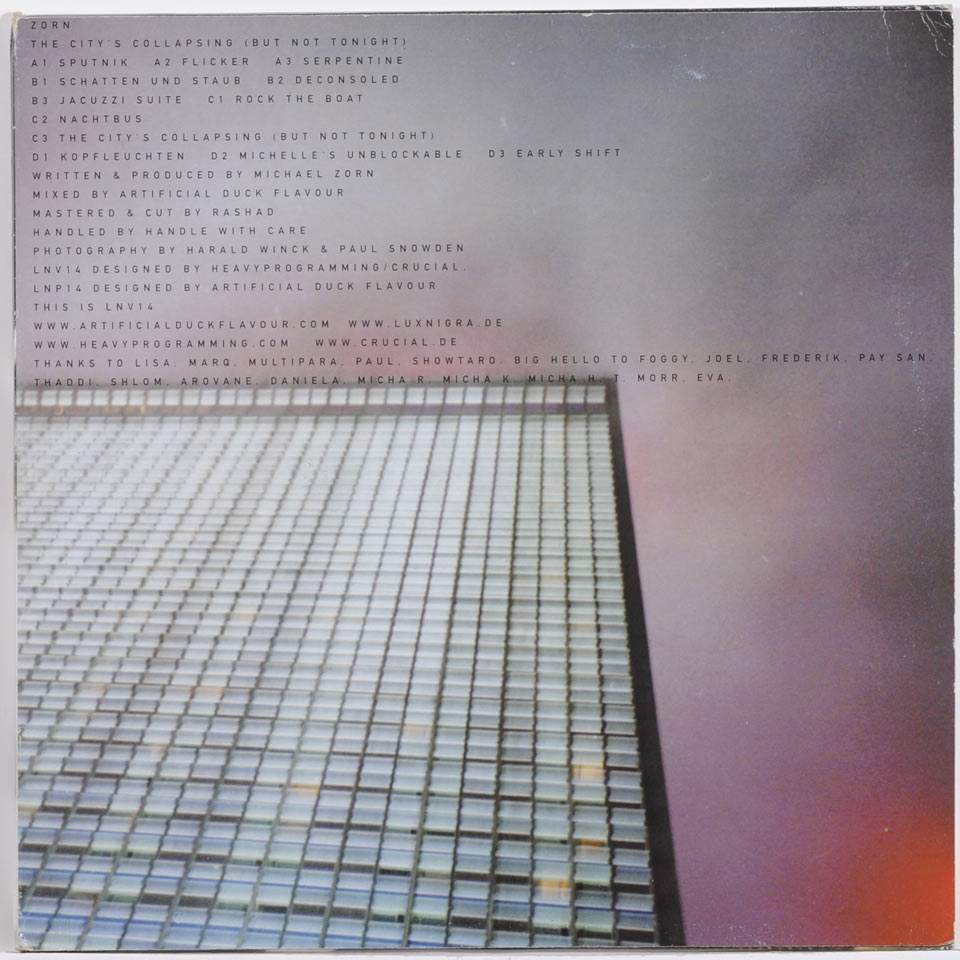 ZORN
THE CITY'S COLLAPSING (BUT NOT TONIGHT)
A1 SPUTNIK A2 FLICKER A3 SERPENTINE
B1 SCHATTEN UND STAUB B2 DECONSOLED
B3 JACUZZI SUITE C1 ROCK THE BOAT
C2 NACHTBUS
C3 THE CITY'S COLLAPSING (BUT NOT TONIGHT)
D1 KOPFLEUCHTEN D2 MICHELLE'S UNBLOCKABLE D3 EARLY SHIFT
WRITTEN & PRODUCED BY MICHAEL ZORN
MIXED BY ARTIFICIAL DUCK FLAVOUR
MASTERED & CUT BY RASHAD
HANDLED BY HANDLE WITH CARE
PHOTOGRAPHY BY HARALD WINCK & PAUL SNOWDEN
LNV14 DESIGNED BY HEAVYPROGRAMMING/CRUCIAL.
LNP14 DESIGNED BY ARTIFICIAL DUCK FLAVOUR
THIS IS LNV14
WWW.ARTIFICIALDUCKFLAVOUR.COM WWW.LUXNIGRA.DE
WWW.HEAVYPROGRAMMING.COM WWW.CRUCIAL.DE
THANKS TO LISA, MARQ, MULTIPARA, PAUL, SHOWTARO. BIG HELLO TO FOGGY, JOEL, FREDERIK, PAY SAN,
THADDI, SHLOM, AROVANE, DANIELA, MICHA R, MICHA K, MICHA H, T. MORR, EVA.